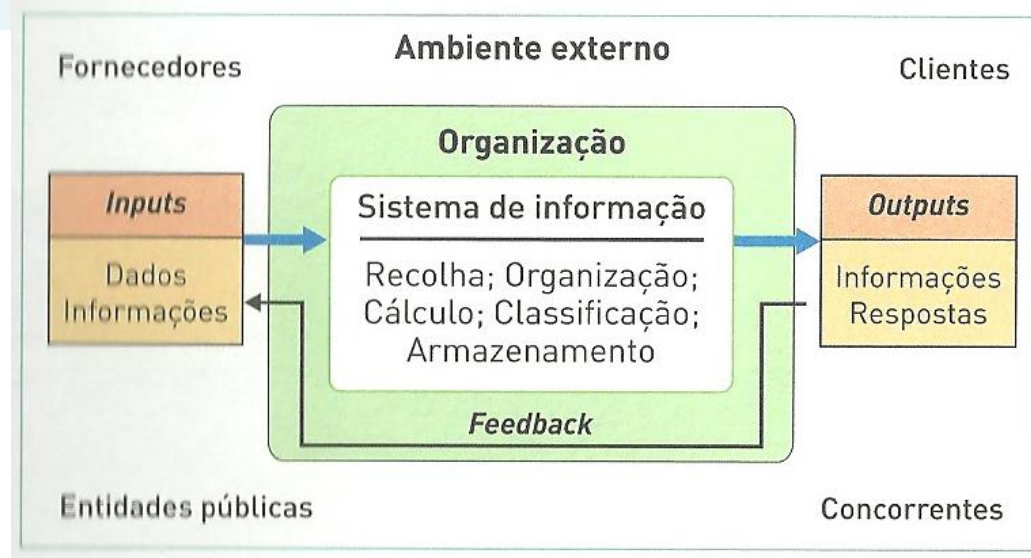 Ambiente externo
Fornecedores
Clientes
Organização
Inputs
Dados
Informações
Sistema de informação
Recolha; Organização;
Cálculo; Classificação;
Armazenamento
Outputs
Informações
Respostas
Feedback
Entidades públicas
Concorrentes